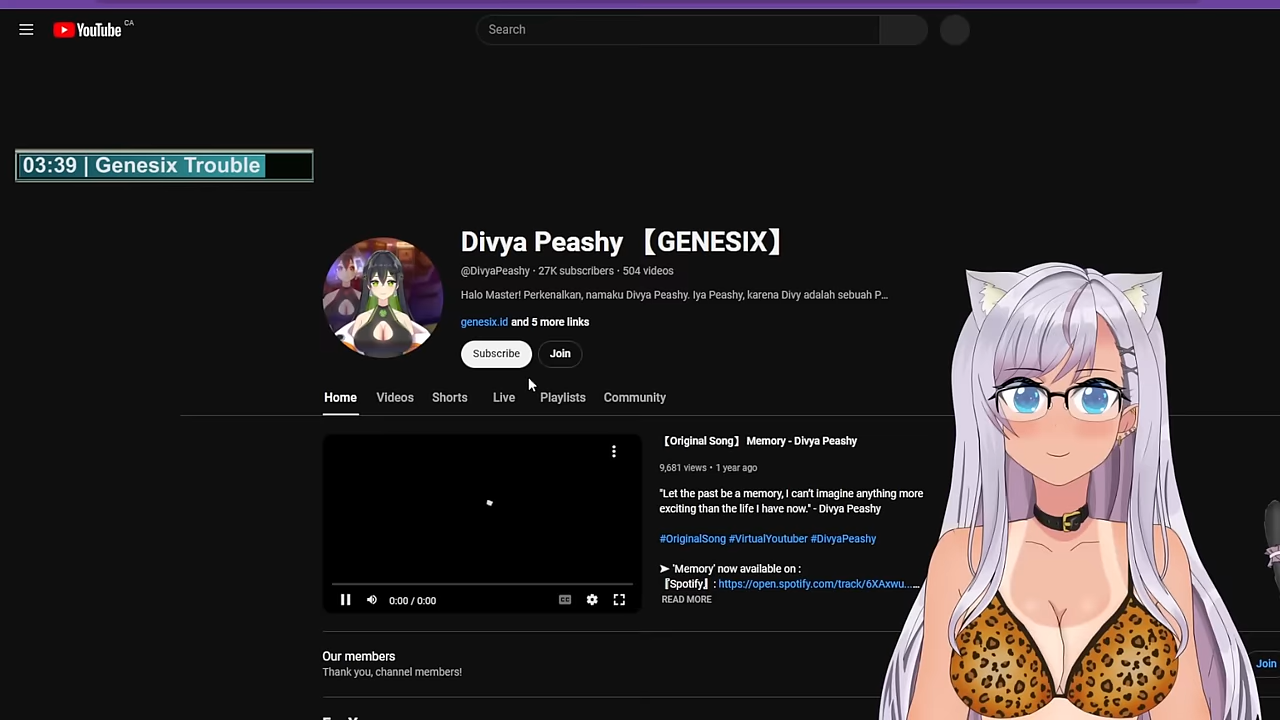 YouTube CA
Search
03:39 | Genesix Trouble
Divya Peashy 【GENESIX】
@DivyaPeashy · 27K subscribers · 504 videos
Halo Master! Perkenalkan, namaku Divya Peashy. Iya Peashy, karena Divy adalah sebuah P...
genesix.id and 5 more links
Subscribe
Join
Home
Videos
Shorts
Live
Playlists
Community
【Original Song】 Memory - Divya Peashy
9,681 views • 1 year ago
"Let the past be a memory, I can't imagine anything more
exciting than the life I have now." - Divya Peashy
#OriginalSong #VirtualYoutuber #DivyaPeashy
➤ 'Memory' now available on :
『Spotify』: https://open.spotify.com/track/6XAxwu...…
READ MORE
0:00 / 0:00
CC
Our members
Thank you, channel members!
Join